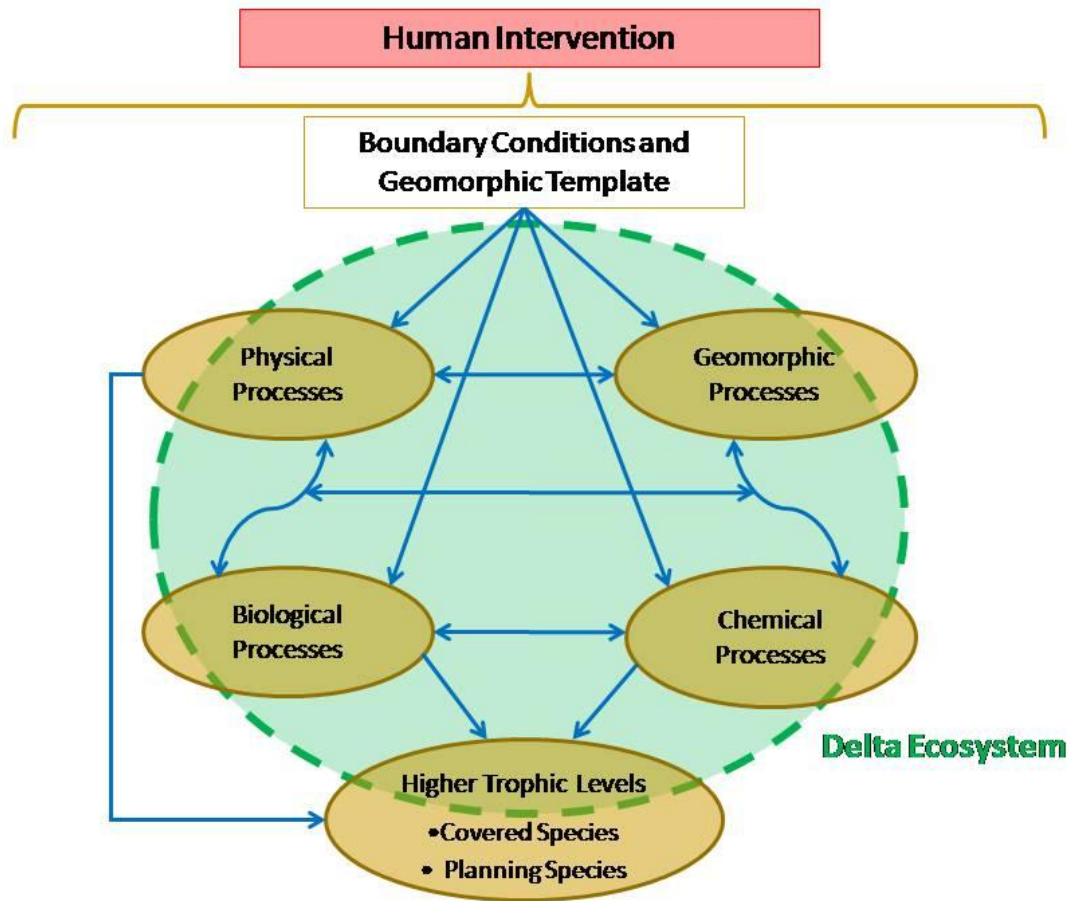 Human Intervention
Boundary Conditions and
Geomorphic Template
Physical
Processes
Geomorphic
Processes
Biological
Processes
Chemical
Processes
Delta Ecosystem
Higher Trophic Levels
•Covered Species
• Planning Species